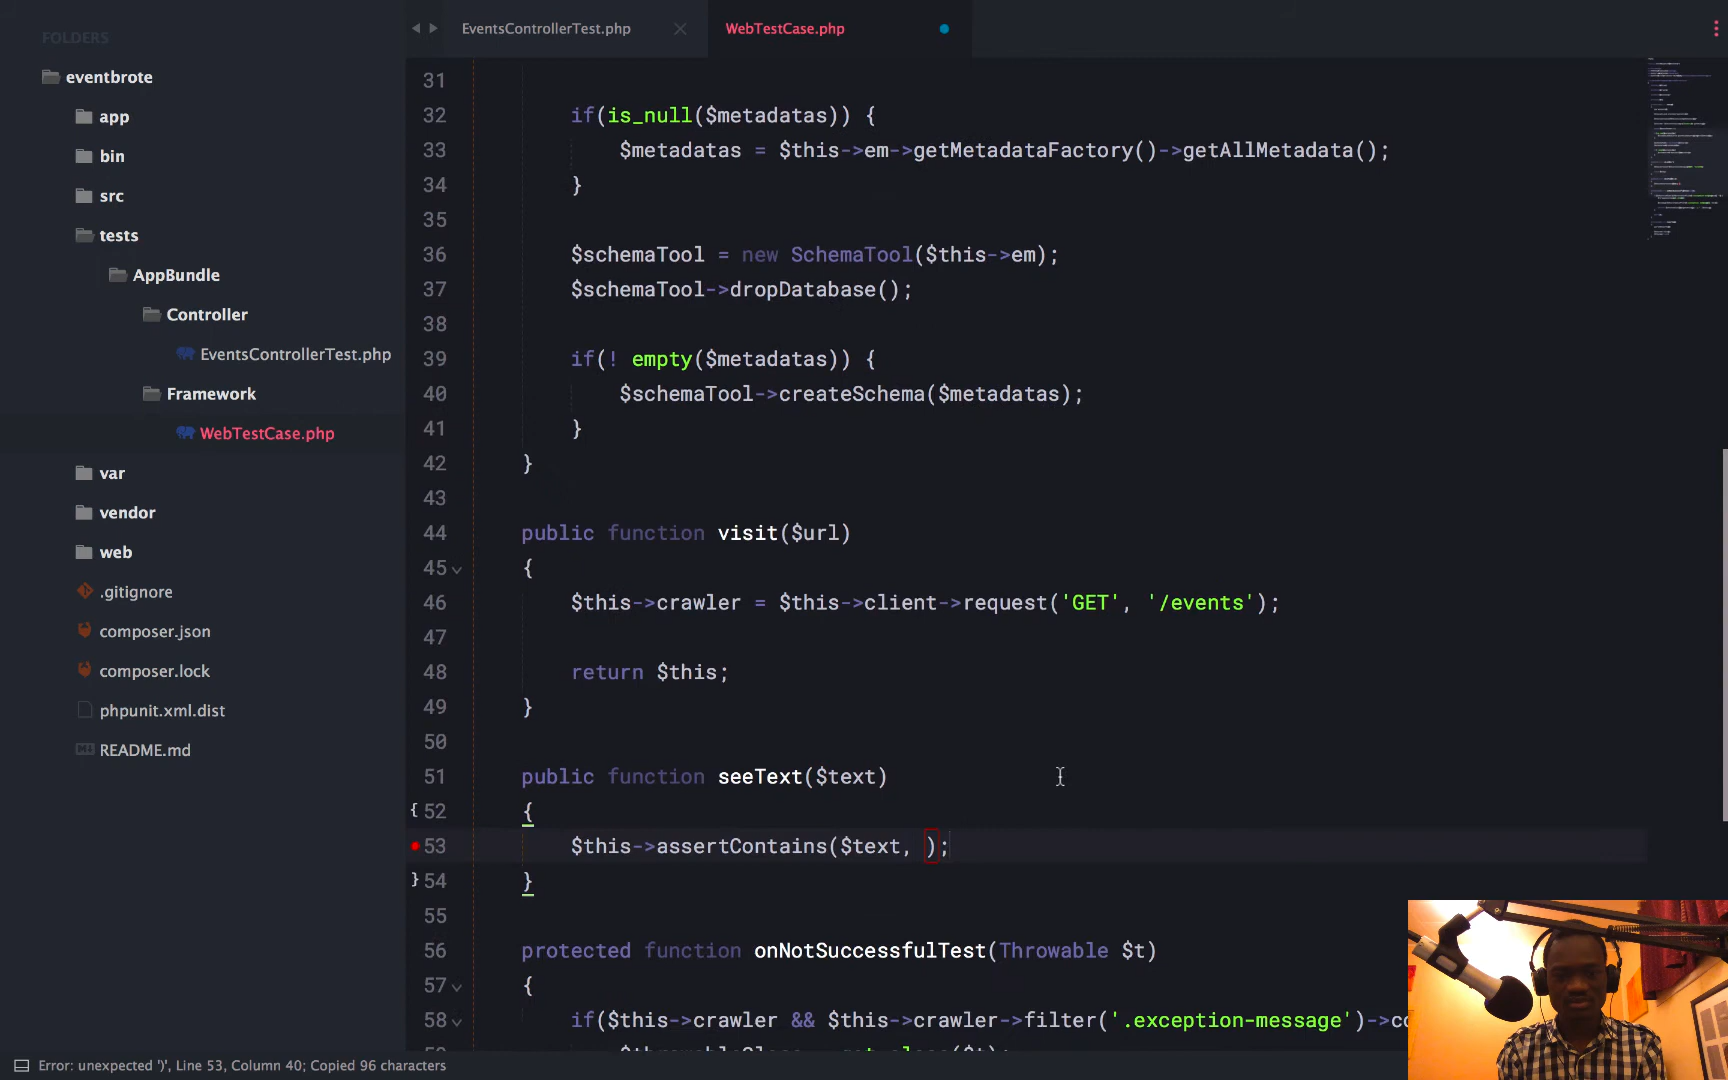 FOLDERS
eventbrote
app
bin
src
tests
AppBundle
Controller
EventsControllerTest.php
Framework
WebTestCase.php
var
vendor
web
.gitignore
composer.json
composer.lock
phpunit.xml.dist
README.md
EventsControllerTest.php
WebTestCase.php
31
32 if(is_null($metadatas)) {
33 $metadatas = $this->em->getMetadataFactory()->getAllMetadata();
34 }
35
36 $schemaTool = new SchemaTool($this->em);
37 $schemaTool->dropDatabase();
38
39 if(! empty($metadatas)) {
40 $schemaTool->createSchema($metadatas);
41 }
42 }
43
44 public function visit($url)
45 {
46 $this->crawler = $this->client->request('GET', '/events');
47
48 return $this;
49 }
50
51 public function seeText($text)
52 {
53 $this->assertContains($text, );
54 }
55
56 protected function onNotSuccessfulTest(Throwable $t)
57 {
58 if($this->crawler && $this->crawler->filter('.exception-message')->co
Error: unexpected ')', Line 53, Column 40; Copied 96 characters